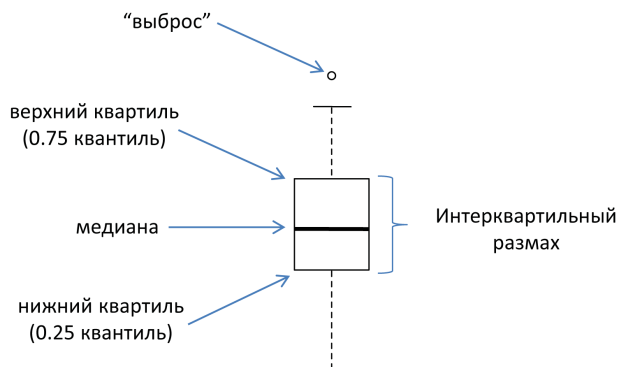 “выброс”
верхний квартиль
(0.75 квантиль)
медиана
Интерквартильный
размах
нижний квартиль
(0.25 квантиль)